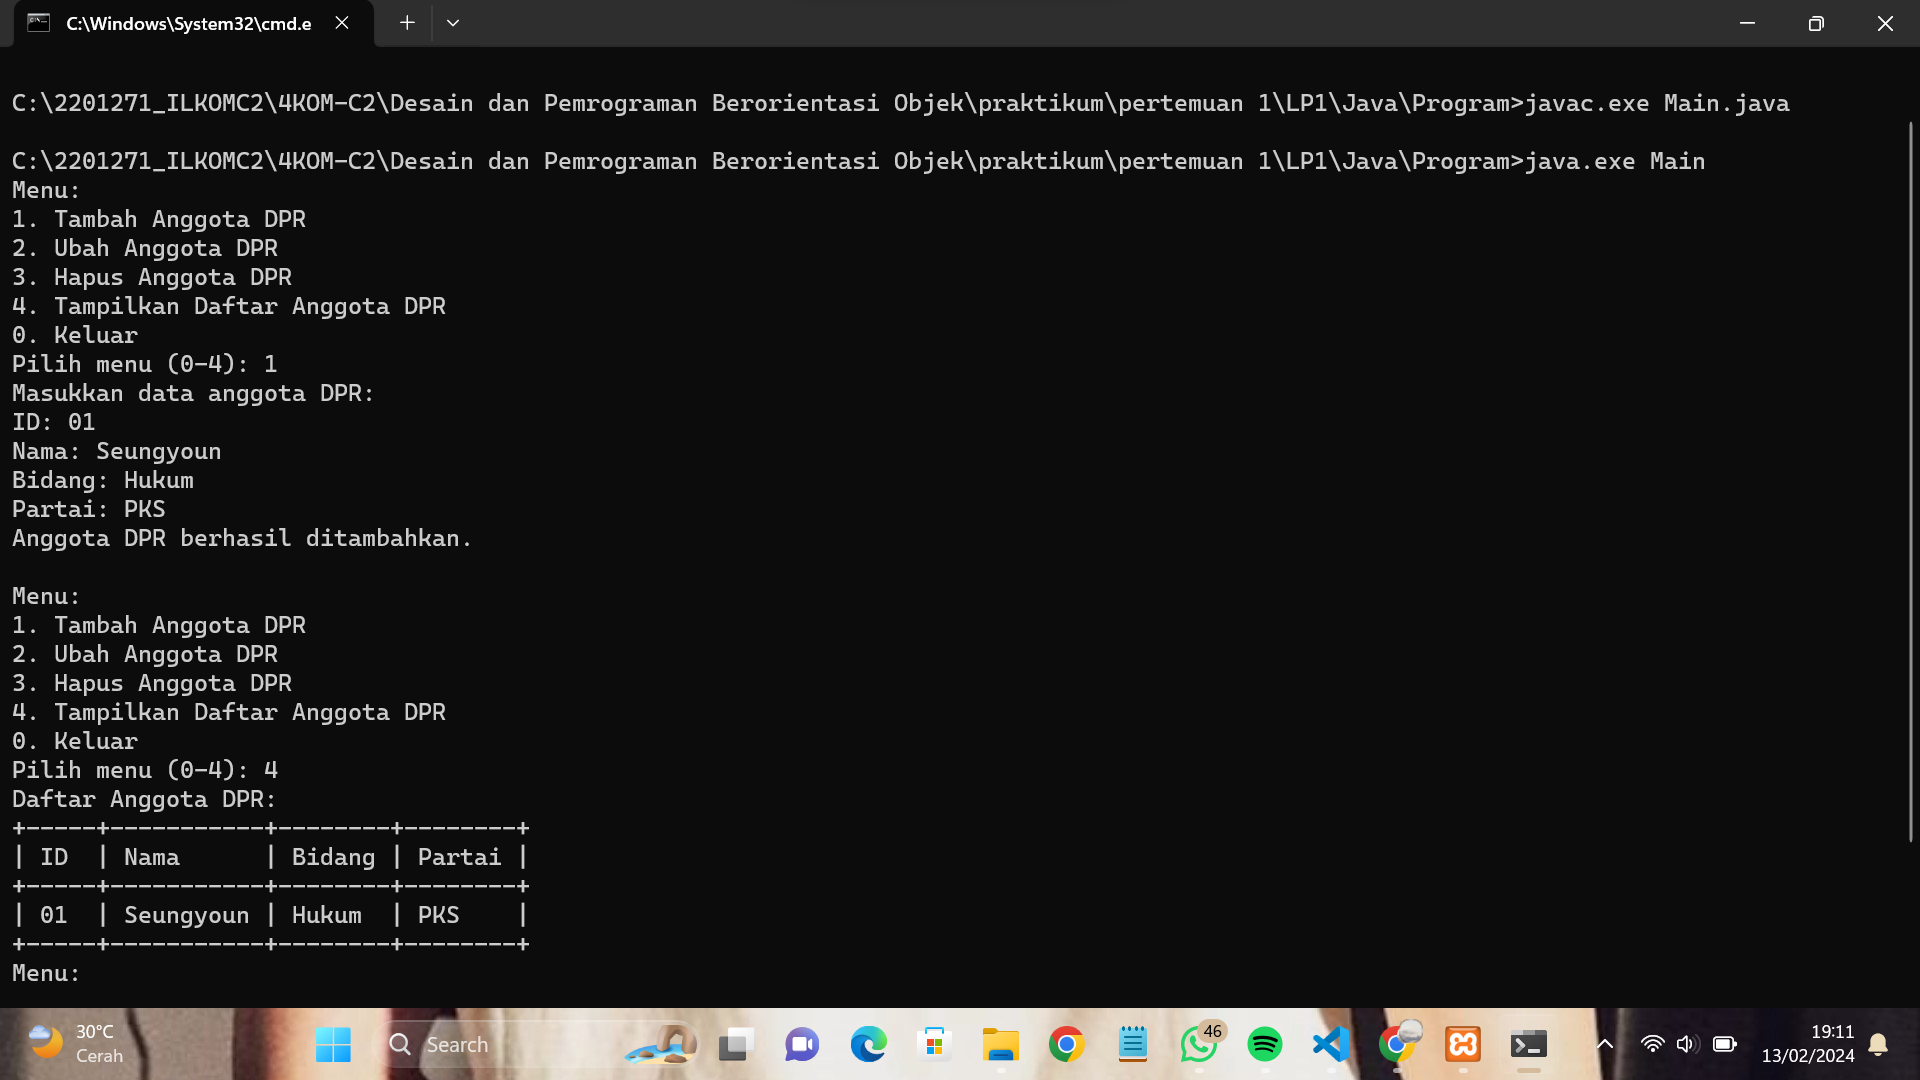 C:\Windows\System32\cmd.e
C:\2201271_ILKOMC2\4KOM-C2\Desain dan Pemrograman Berorientasi Objek\praktikum\pertemuan 1\LP1\Java\Program>javac.exe Main.java
C:\2201271_ILKOMC2\4KOM-C2\Desain dan Pemrograman Berorientasi Objek\praktikum\pertemuan 1\LP1\Java\Program>java.exe Main
Menu:
1. Tambah Anggota DPR
2. Ubah Anggota DPR
3. Hapus Anggota DPR
4. Tampilkan Daftar Anggota DPR
0. Keluar
Pilih menu (0-4): 1
Masukkan data anggota DPR:
ID: 01
Nama: Seungyoun
Bidang: Hukum
Partai: PKS
Anggota DPR berhasil ditambahkan.
Menu:
1. Tambah Anggota DPR
2. Ubah Anggota DPR
3. Hapus Anggota DPR
4. Tampilkan Daftar Anggota DPR
0. Keluar
Pilih menu (0-4): 4
Daftar Anggota DPR:
+-----+-----------+--------+--------+
| ID  | Nama      | Bidang | Partai |
+-----+-----------+--------+--------+
| 01  | Seungyoun | Hukum  | PKS    |
+-----+-----------+--------+--------+
Menu:
30°C
Cerah
Search
46
19:11
13/02/2024